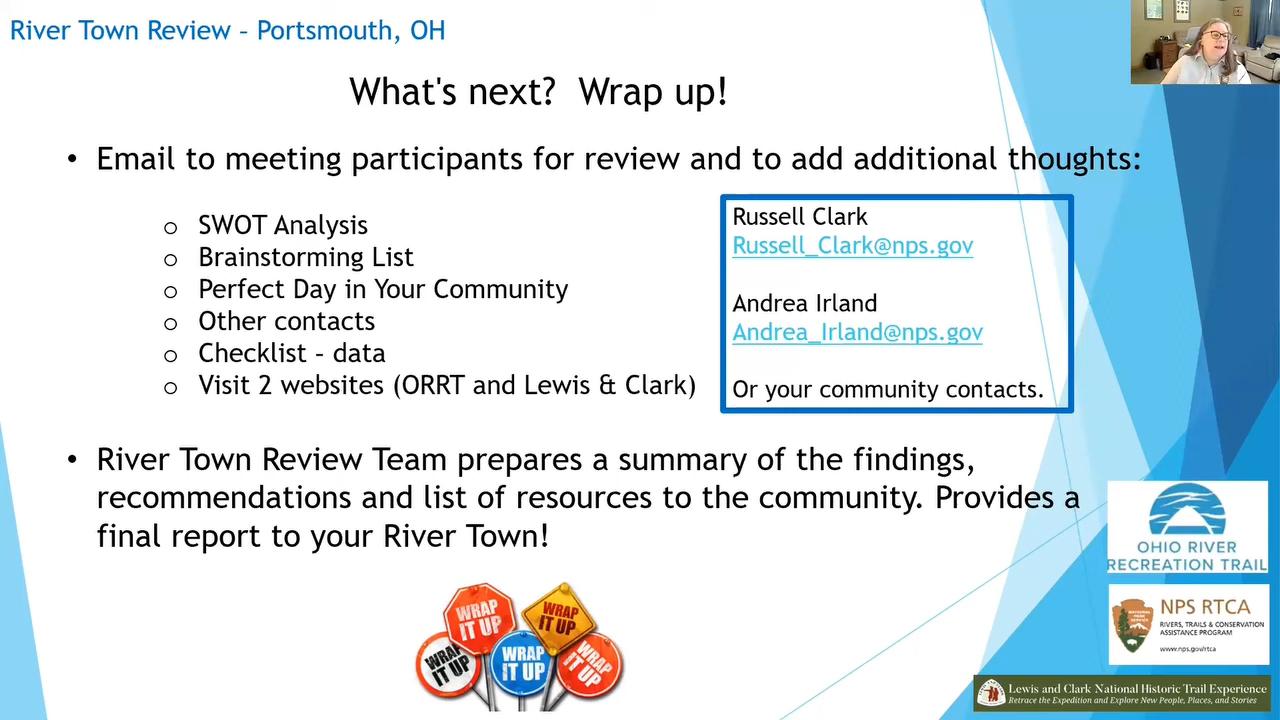 River Town Review – Portsmouth, OH
What's next? Wrap up!
• Email to meeting participants for review and to add additional thoughts:
o SWOT Analysis
o Brainstorming List
o Perfect Day in Your Community
o Other contacts
o Checklist – data
o Visit 2 websites (ORRT and Lewis & Clark)
Russell Clark
Russell_Clark@nps.gov
Andrea Irland
Andrea_Irland@nps.gov
Or your community contacts.
• River Town Review Team prepares a summary of the findings,
recommendations and list of resources to the community. Provides a
final report to your River Town!
WRAP
IT UP
WRAP
IT UP
WRAP
IT UP
WRAP
IT UP
WRAP
IT UP
OHIO RIVER
RECREATION TRAIL
NATIONAL
PARK
SERVICE
NPS RTCA
RIVERS, TRAILS & CONSERVATION
ASSISTANCE PROGRAM
www.nps.gov/rtca
Lewis and Clark National Historic Trail Experience
Retrace the Expedition and Explore New People, Places, and Stories